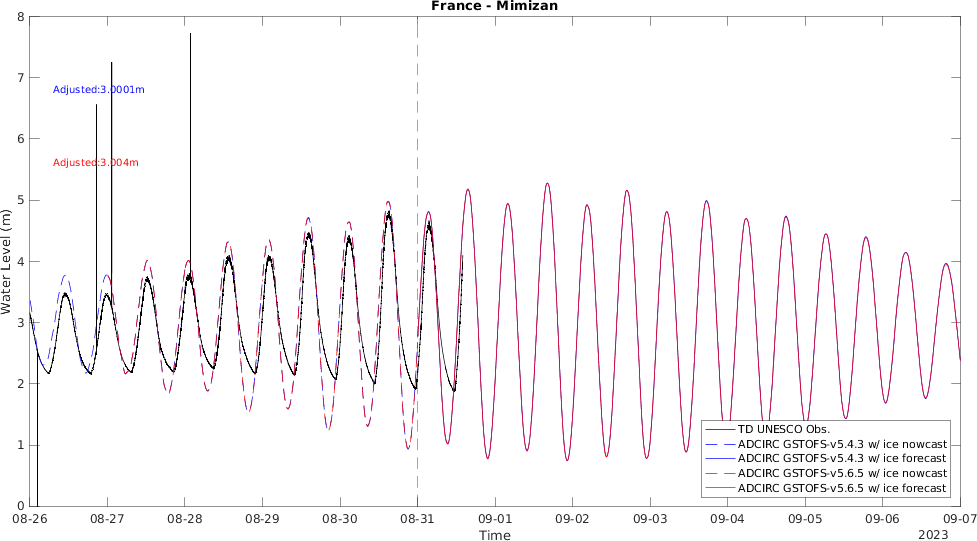 France - Mimizan
8
7
6
5
4
3
2
1
0
Water Level (m)
Adjusted:3.0001m
Adjusted:3.004m
TD UNESCO Obs.
ADCIRC GSTOFS-v5.4.3 w/ ice nowcast
ADCIRC GSTOFS-v5.4.3 w/ ice forecast
ADCIRC GSTOFS-v5.6.5 w/ ice nowcast
ADCIRC GSTOFS-v5.6.5 w/ ice forecast
08-26 08-27 08-28 08-29 08-30 08-31 09-01 09-02 09-03 09-04 09-05 09-06 09-07
Time
2023